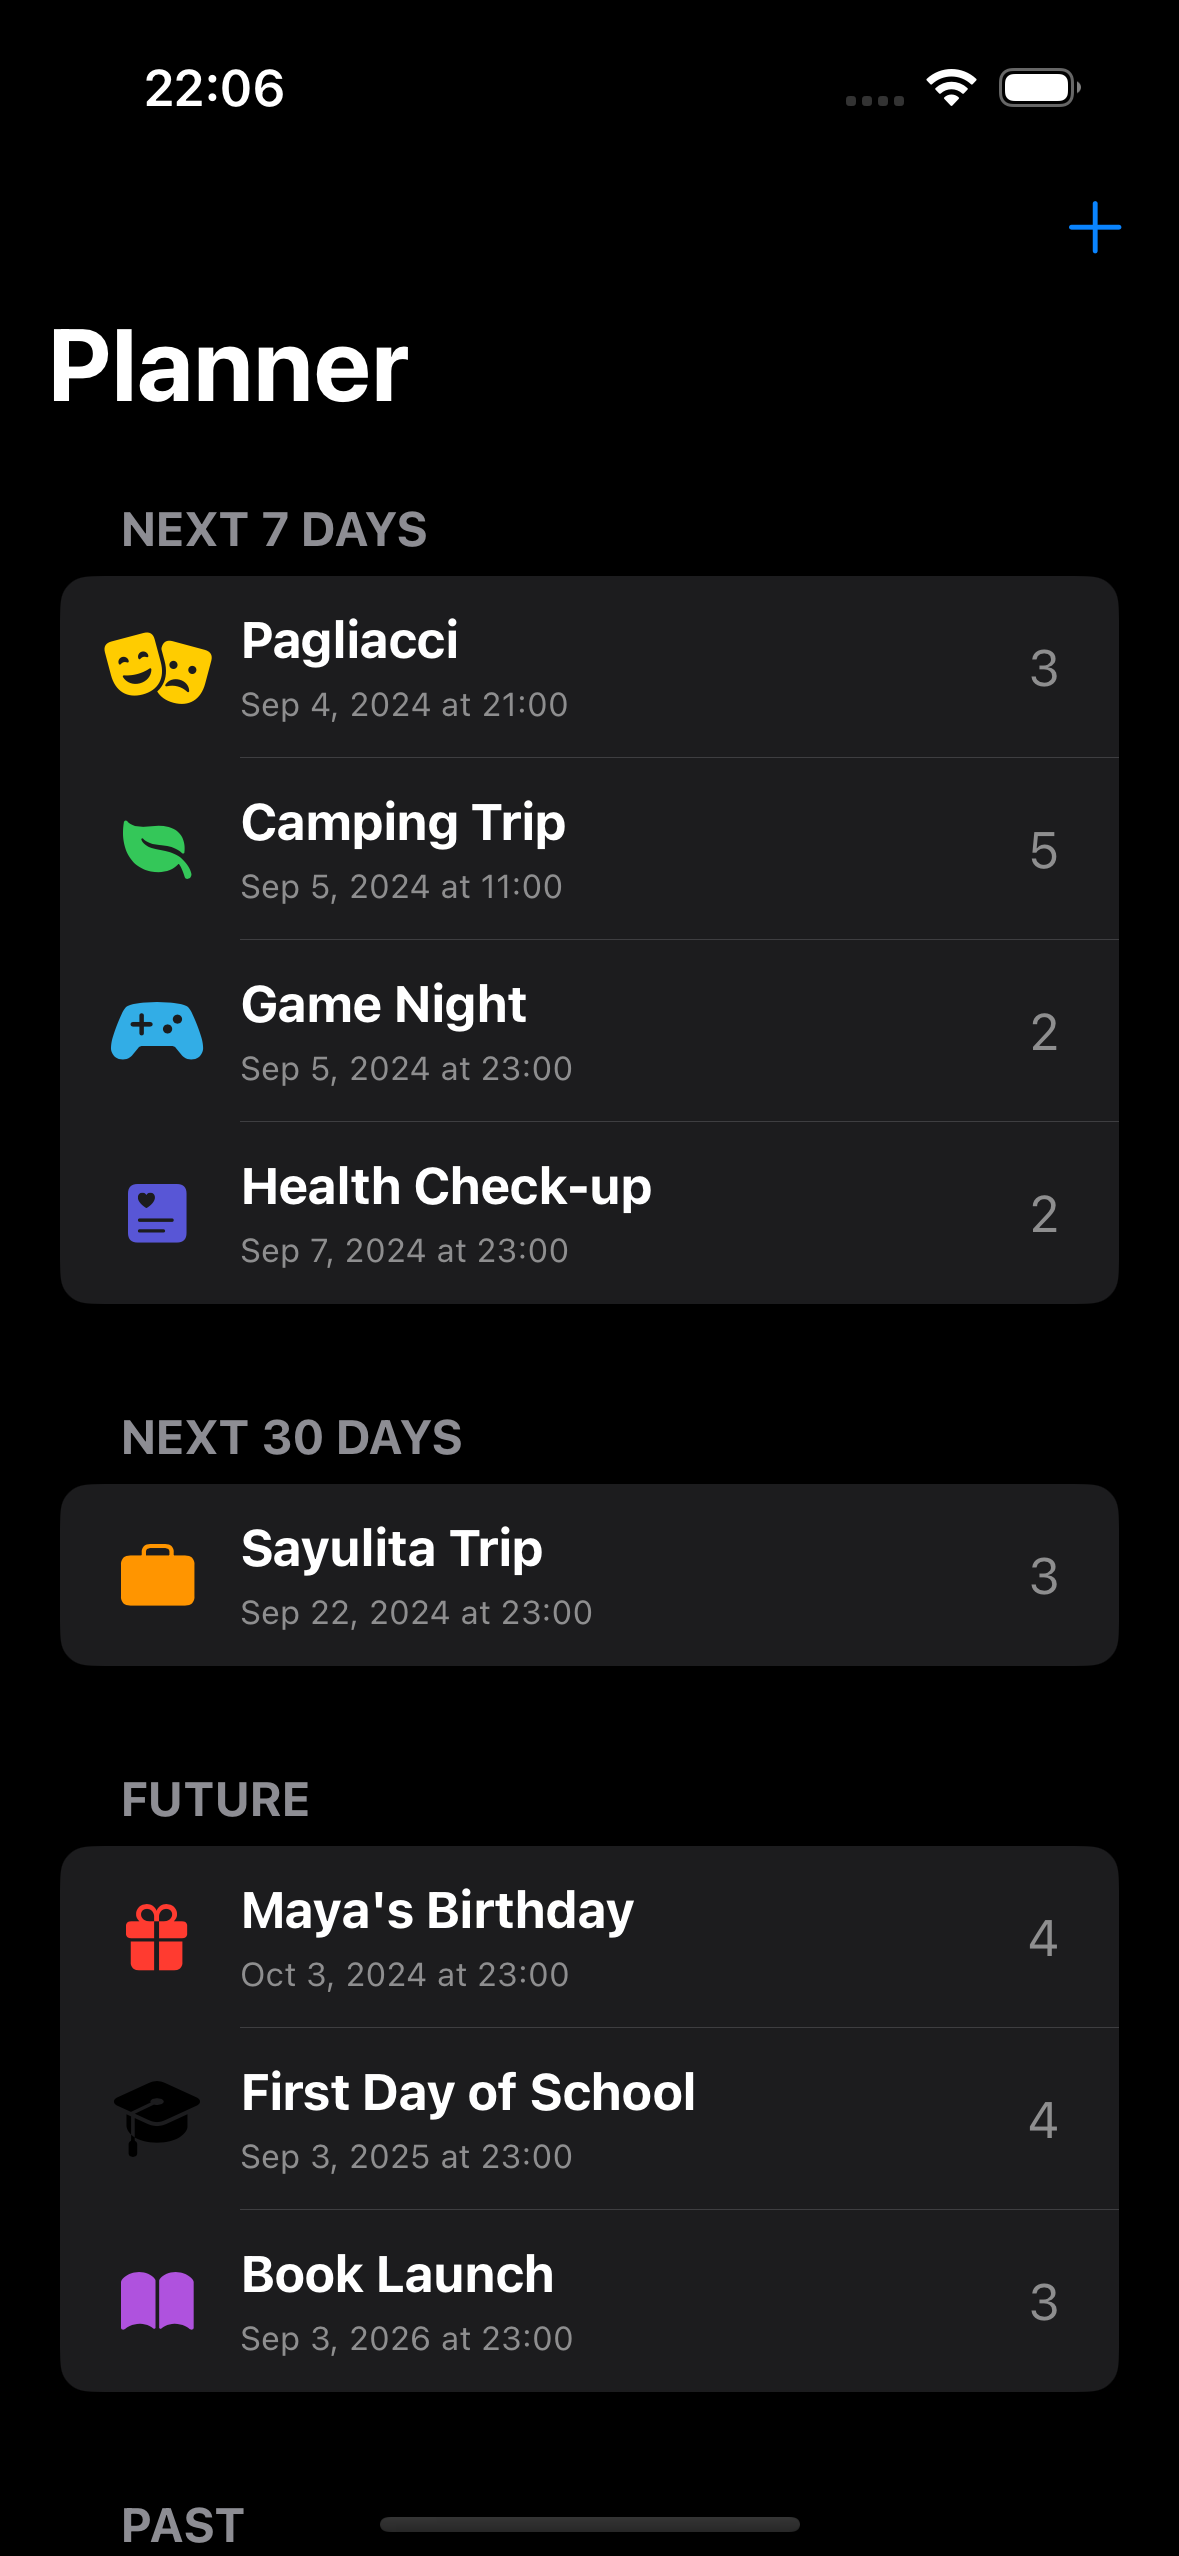 22:06
Planner
NEXT 7 DAYS
Pagliacci
Sep 4, 2024 at 21:00
3
Camping Trip
Sep 5, 2024 at 11:00
5
Game Night
Sep 5, 2024 at 23:00
2
Health Check-up
Sep 7, 2024 at 23:00
2
NEXT 30 DAYS
Sayulita Trip
Sep 22, 2024 at 23:00
3
FUTURE
Maya's Birthday
Oct 3, 2024 at 23:00
4
First Day of School
Sep 3, 2025 at 23:00
4
Book Launch
Sep 3, 2026 at 23:00
3
PAST